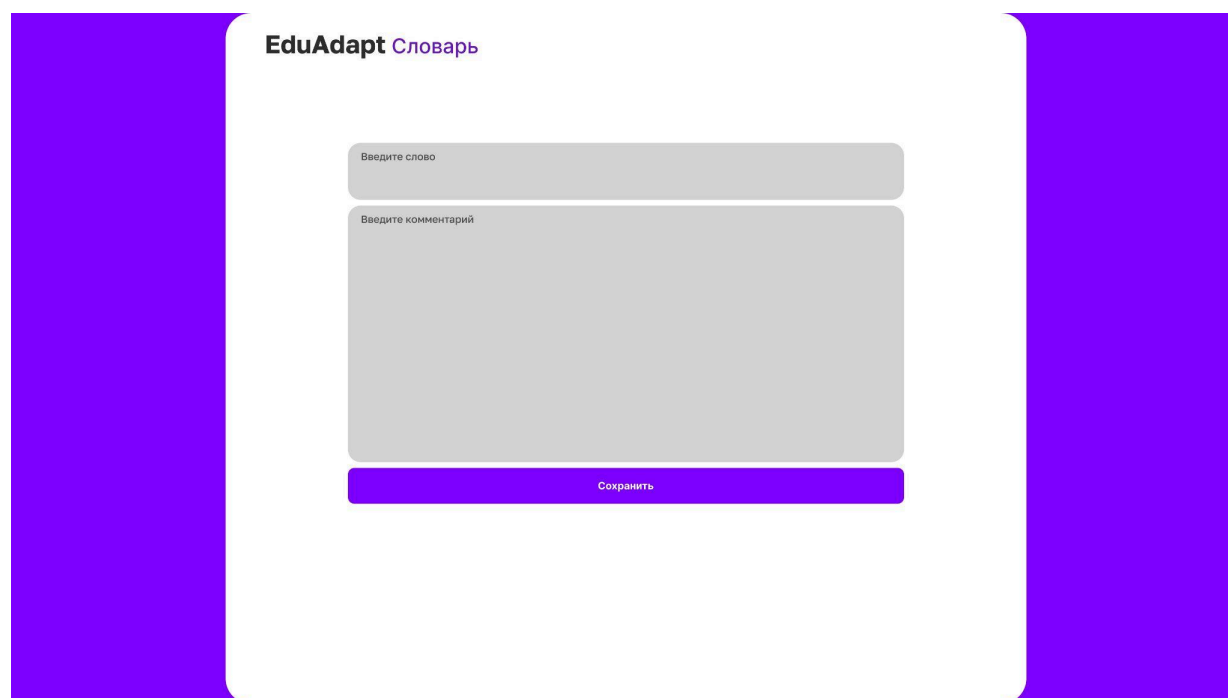 EduAdapt Словарь
Введите слово
Введите комментарий
Сохранить